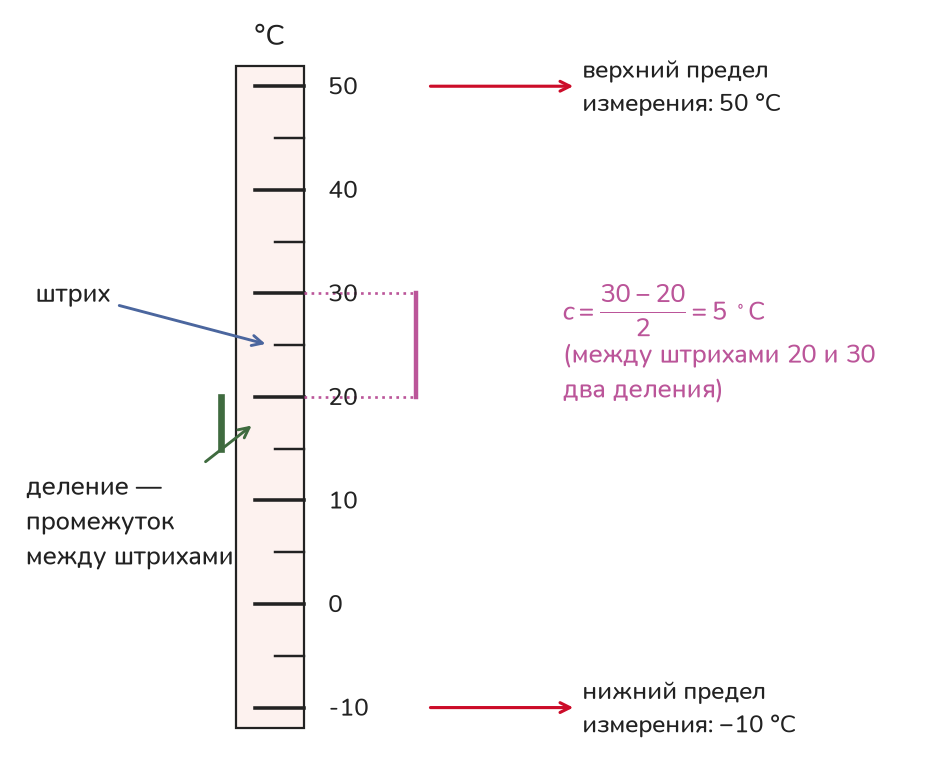 °C
50
верхний предел
измерения: 50 °C
40
30
штрих
c = \frac{30 − 20}{2} = 5 °C
(между штрихами 20 и 30
два деления)
20
деление —
промежуток
между штрихами
10
0
-10
нижний предел
измерения: −10 °C